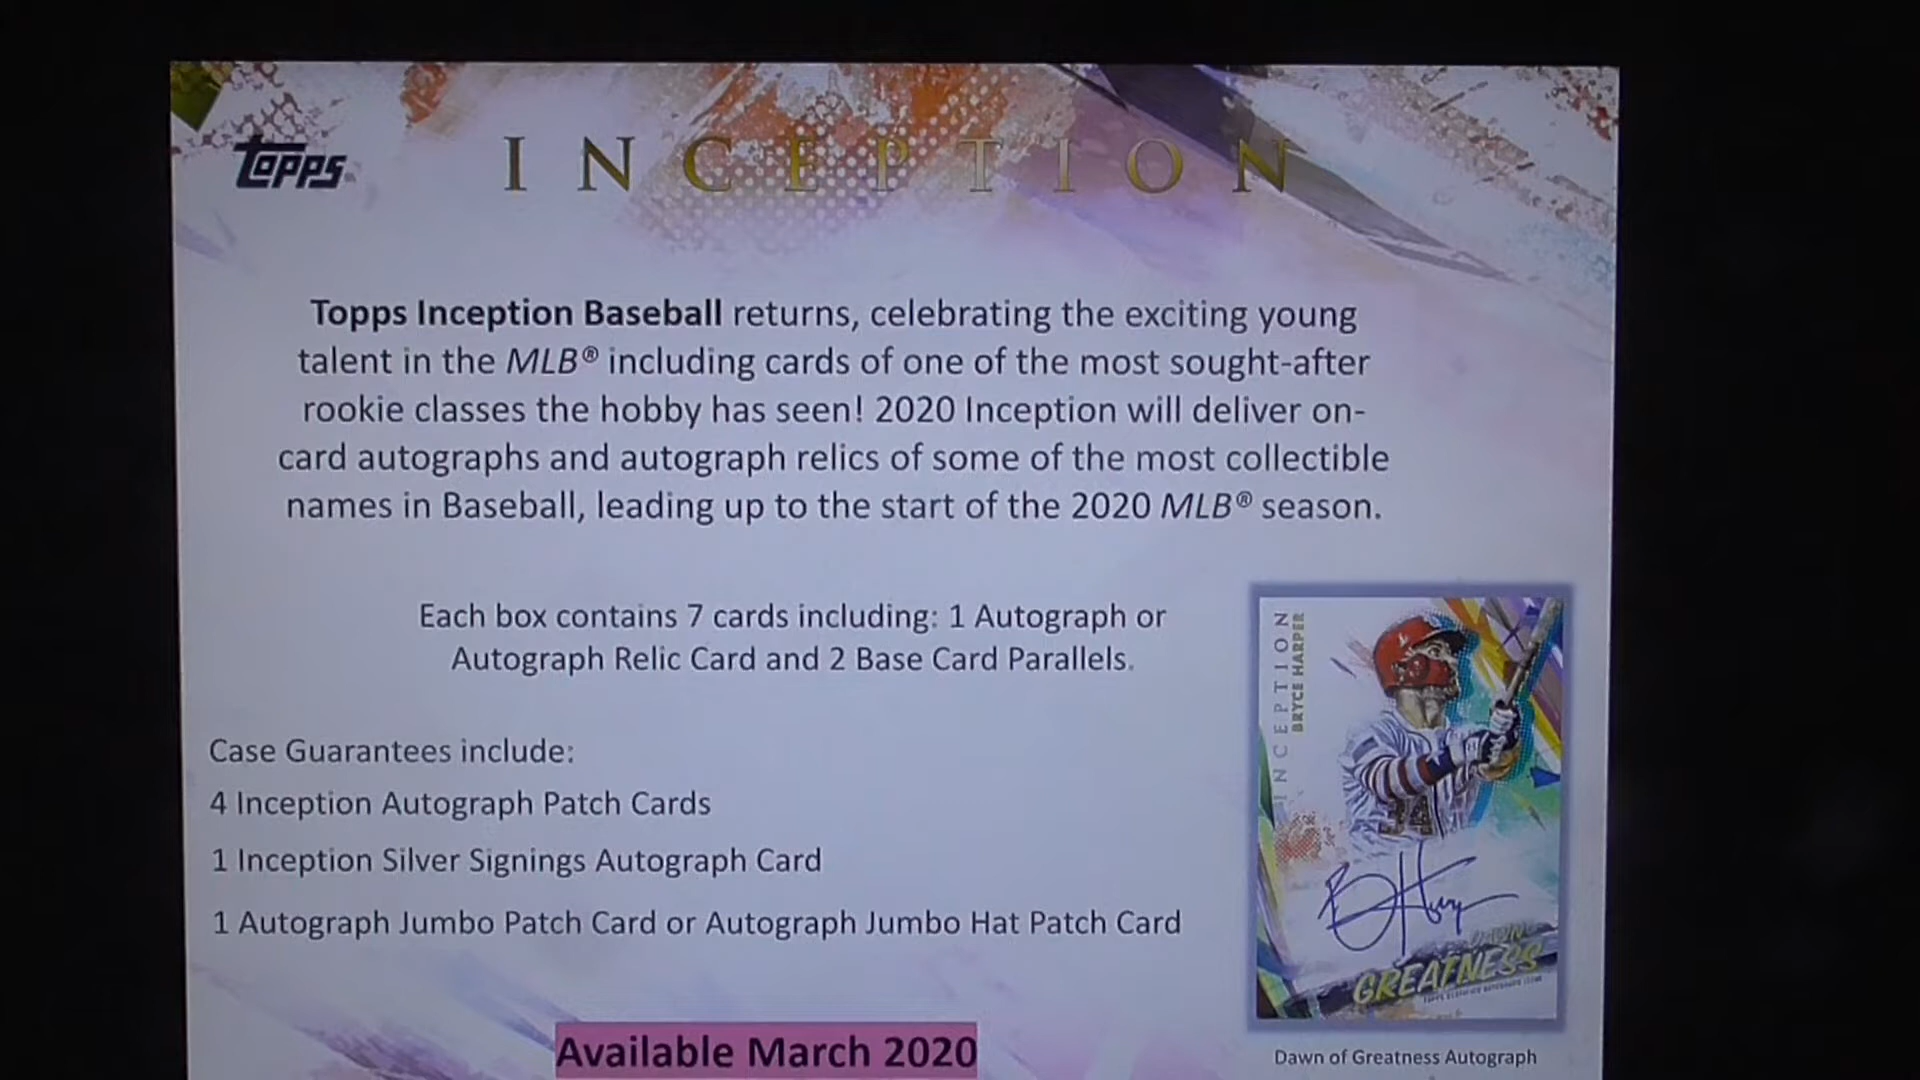 topps
INCEPTION
Topps Inception Baseball returns, celebrating the exciting young
talent in the MLB® including cards of one of the most sought-after
rookie classes the hobby has seen! 2020 Inception will deliver on-
card autographs and autograph relics of some of the most collectible
names in Baseball, leading up to the start of the 2020 MLB® season.
Each box contains 7 cards including: 1 Autograph or
Autograph Relic Card and 2 Base Card Parallels.
Case Guarantees include:
4 Inception Autograph Patch Cards
1 Inception Silver Signings Autograph Card
1 Autograph Jumbo Patch Card or Autograph Jumbo Hat Patch Card
Available March 2020
INCEPTION
BRYCE HARPER
34
DAWN
GREATNESS
Dawn of Greatness Autograph